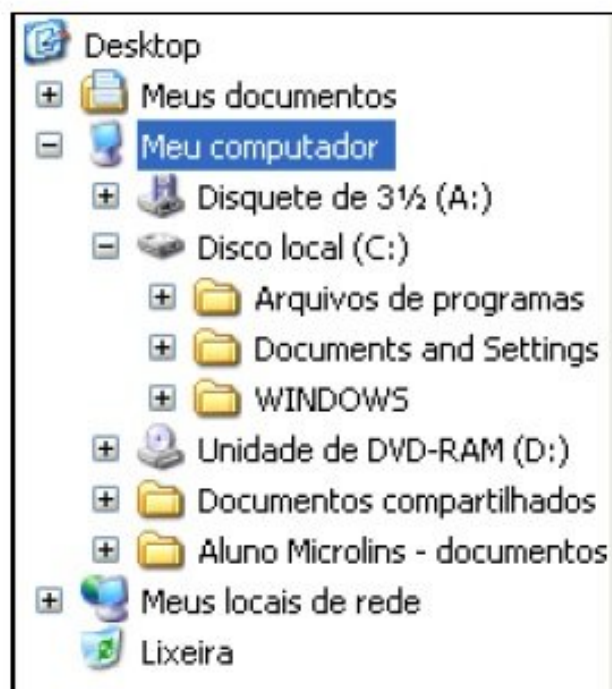 Desktop
Meus documentos
Meu computador
Disquete de 3½ (A:)
Disco local (C:)
Arquivos de programas
Documents and Settings
WINDOWS
Unidade de DVD-RAM (D:)
Documentos compartilhados
Aluno Microlins - documentos
Meus locais de rede
Lixeira